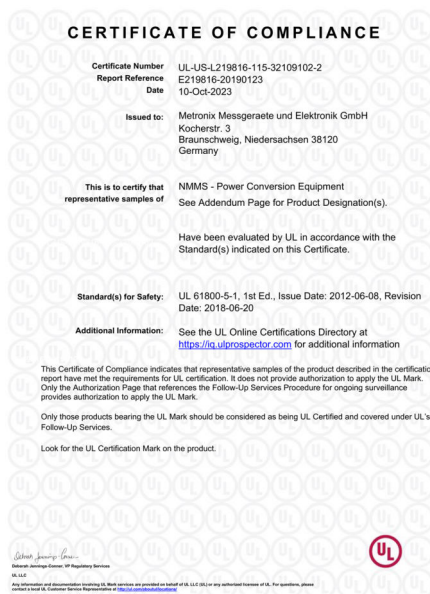 CERTIFICATE OF COMPLIANCE
Certificate Number UL-US-L219816-115-32109102-2
Report Reference E219816-20190123
Date 10-Oct-2023
Issued to: Metronix Messgeraete und Elektronik GmbH
Kocherstr. 3
Braunschweig, Niedersachsen 38120
Germany
This is to certify that NMMS - Power Conversion Equipment
representative samples of See Addendum Page for Product Designation(s).
Have been evaluated by UL in accordance with the
Standard(s) indicated on this Certificate.
Standard(s) for Safety: UL 61800-5-1, 1st Ed., Issue Date: 2012-06-08, Revision
Date: 2018-06-20
Additional Information: See the UL Online Certifications Directory at
https://iq.ulprospector.com for additional information
This Certificate of Compliance indicates that representative samples of the product described in the certificatio
report have met the requirements for UL certification. It does not provide authorization to apply the UL Mark.
Only the Authorization Page that references the Follow-Up Services Procedure for ongoing surveillance
provides authorization to apply the UL Mark.
Only those products bearing the UL Mark should be considered as being UL Certified and covered under UL's
Follow-Up Services.
Look for the UL Certification Mark on the product.
Deborah Jennings-Conner, VP Regulatory Services
UL LLC
Any information and documentation involving UL Mark services are provided on behalf of UL LLC (UL) or any authorized licensee of UL. For questions, please
contact a local UL Customer Service Representative at http://ul.com/aboutul/locations/
UL